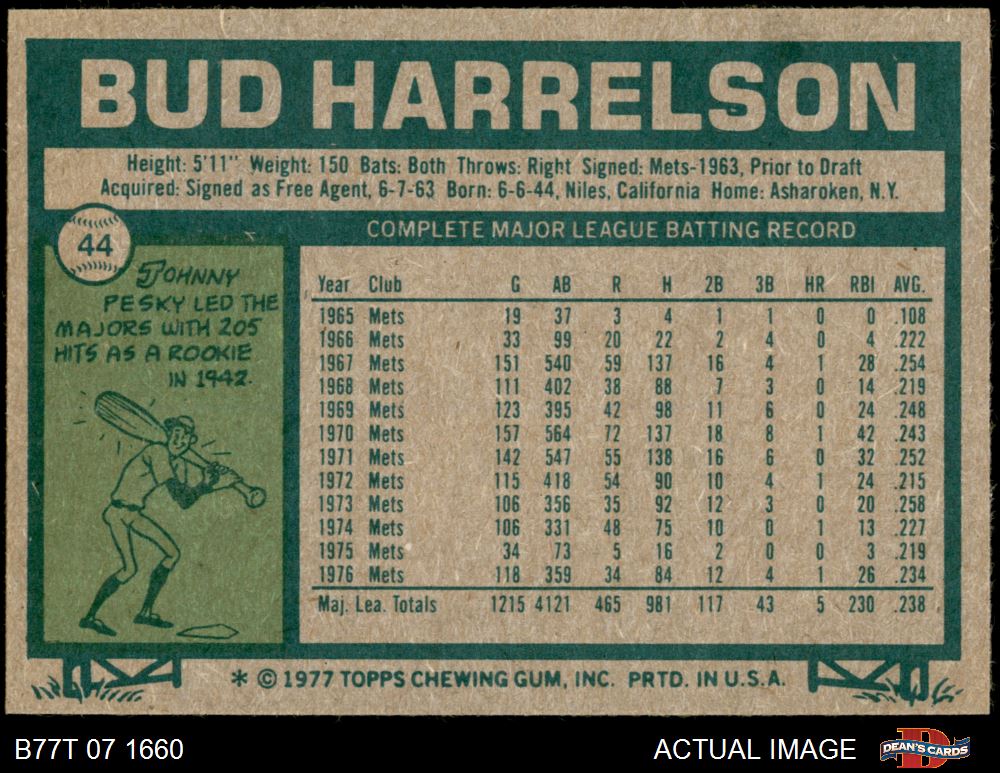 BUD HARRELSON
Height: 5'11" Weight: 150 Bats: Both Throws: Right Signed: Mets-1963, Prior to Draft
Acquired: Signed as Free Agent, 6-7-63 Born: 6-6-44, Niles, California Home: Asharoken, N.Y.
44
JOHNNY
PESKY LED THE
MAJORS WITH 205
HITS AS A ROOKIE
IN 1942.
COMPLETE MAJOR LEAGUE BATTING RECORD
Year Club G AB R H 2B 3B HR RBI AVG.
1965 Mets 19 37 3 4 1 1 0 0 .108
1966 Mets 33 99 20 22 2 4 0 4 .222
1967 Mets 151 540 59 137 16 4 1 28 .254
1968 Mets 111 402 38 88 7 3 0 14 .219
1969 Mets 123 395 42 98 11 6 0 24 .248
1970 Mets 157 564 72 137 18 8 1 42 .243
1971 Mets 142 547 55 138 16 6 0 32 .252
1972 Mets 115 418 54 90 10 4 1 24 .215
1973 Mets 106 356 35 92 12 3 0 20 .258
1974 Mets 106 331 48 75 10 0 1 13 .227
1975 Mets 34 73 5 16 2 0 0 3 .219
1976 Mets 118 359 34 84 12 4 1 26 .234
Maj. Lea. Totals 1215 4121 465 981 117 43 5 230 .238
* © 1977 TOPPS CHEWING GUM, INC. PRTD. IN U.S.A.
B77T 07 1660
ACTUAL IMAGE
B
DEAN'S CARDS